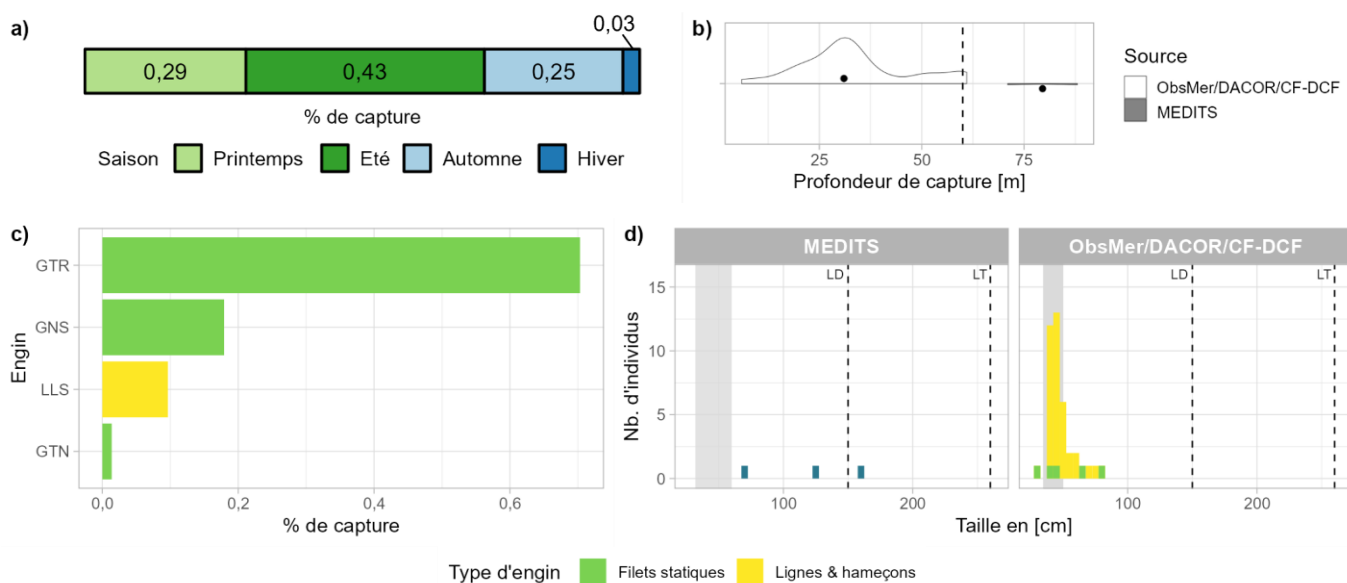 a)
0,03
0,29 0,43 0,25
% de capture
Saison Printemps Eté Automne Hiver
b)
25 50 75
Profondeur de capture [m]
Source
ObsMer/DACOR/CF-DCF
MEDITS
c)
Engin
GTR
GNS
LLS
GTN
0,0 0,2 0,4 0,6
% de capture
d)
MEDITS ObsMer/DACOR/CF-DCF
LD LT LD LT
Nb. d'individus
15
10
5
0
100 200 100 200
Taille en [cm]
Type d'engin Filets statiques Lignes & hameçons